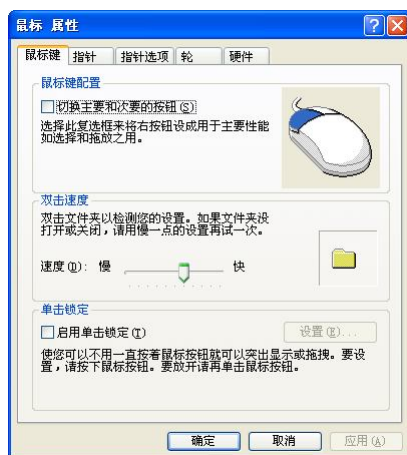 鼠标 属性
鼠标键 指针 指针选项 轮 硬件
鼠标键配置
切换主要和次要的按钮(S)
选择此复选框来将右按钮设成用于主要性能
如选择和拖放之用。
双击速度
双击文件夹以检测您的设置。如果文件夹没
打开或关闭，请用慢一点的设置再试一次。
速度(D): 慢 快
单击锁定
启用单击锁定(T) 设置(E)...
使您可以不用一直按着鼠标按钮就可以突出显示或拖拽。要设
置，请按下鼠标按钮。要放开请再单击鼠标按钮。
确定 取消 应用(A)